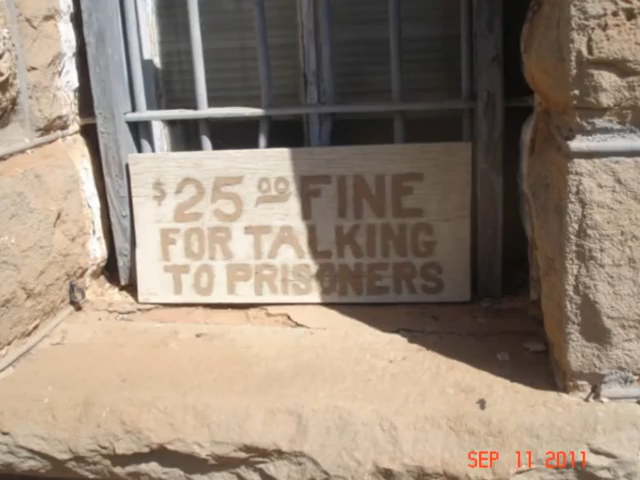 $25 00 FINE
FOR TALKING
TO PRISONERS
SEP 11 2011